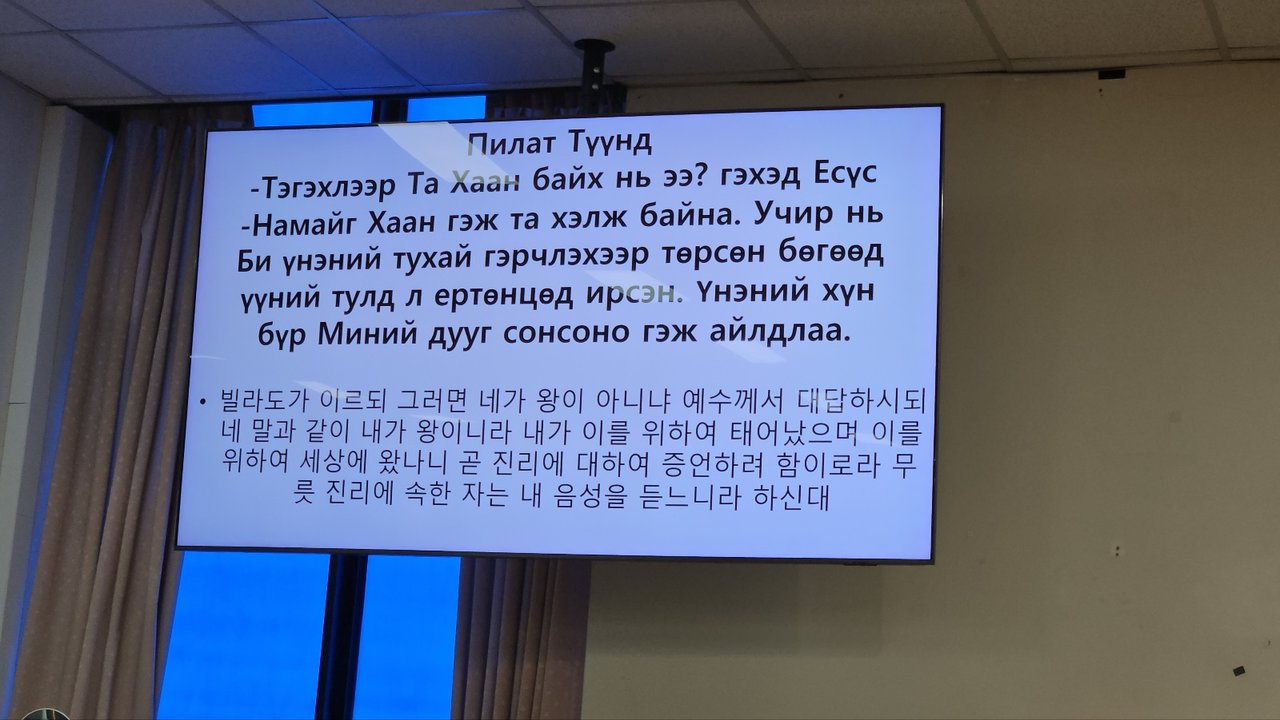 Пилат Түүнд
-Тэгэхлээр Та Хаан байх нь ээ? гэхэд Есүс
-Намайг Хаан гэж та хэлж байна. Учир нь
Би үнэний тухай гэрчлэхээр төрсөн бөгөөд
үүний тулд л ертөнцөд ирсэн. Үнэний хүн
бүр Миний дууг сонсоно гэж айлдлаа.
• 빌라도가 이르되 그러면 네가 왕이 아니냐 예수께서 대답하시되
네 말과 같이 내가 왕이니라 내가 이를 위하여 태어났으며 이를
위하여 세상에 왔나니 곧 진리에 대하여 증언하려 함이로라 무
릇 진리에 속한 자는 내 음성을 듣느니라 하신대